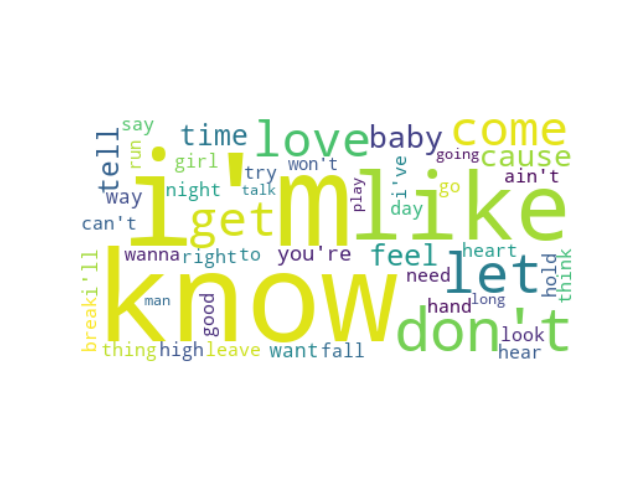 say
time
love
baby
come
tell
run
girl
try
won't
going
cause
i'm
like
i've
ain't
way
night
talk
play
go
can't
get
day
wanna
right
to
you're
feel
heart
let
i'll
know
need
hold
think
break
man
good
hand
long
don't
look
thing
high
leave
want
fall
hear